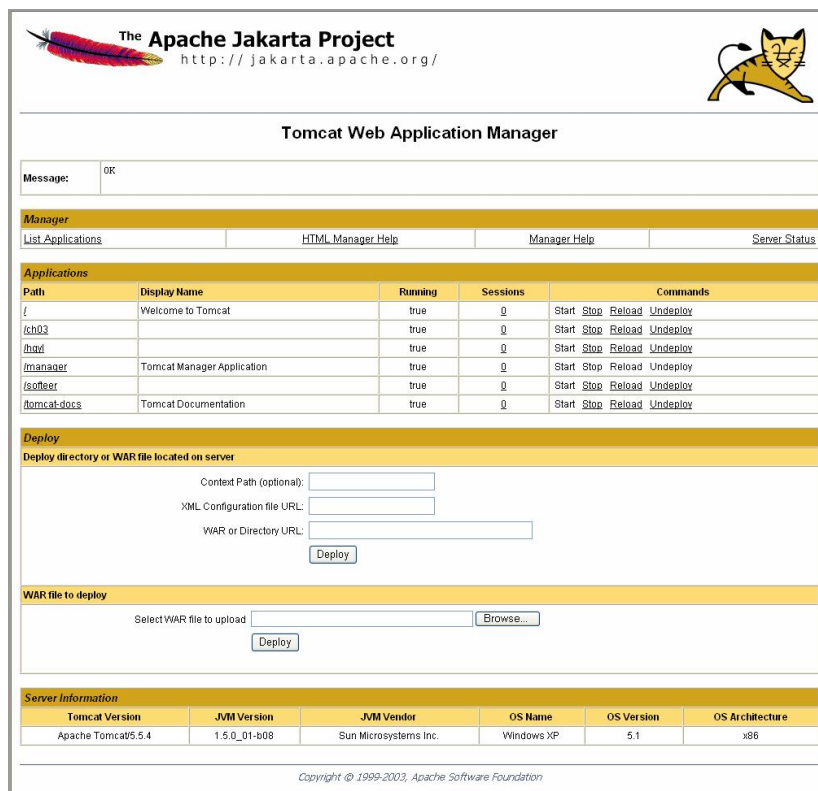 The Apache Jakarta Project
http://jakarta.apache.org/
Tomcat Web Application Manager
Message: OK
Manager
List Applications HTML Manager Help Manager Help Server Status
Applications
Path Display Name Running Sessions Commands
/ Welcome to Tomcat true 0 Start Stop Reload Undeploy
/ch03 true 0 Start Stop Reload Undeploy
/hqyl true 0 Start Stop Reload Undeploy
/manager Tomcat Manager Application true 0 Start Stop Reload Undeploy
/softeer true 0 Start Stop Reload Undeploy
/tomcat-docs Tomcat Documentation true 0 Start Stop Reload Undeploy
Deploy
Deploy directory or WAR file located on server
Context Path (optional):
XML Configuration file URL:
WAR or Directory URL:
Deploy
WAR file to deploy
Select WAR file to upload Browse...
Deploy
Server Information
Tomcat Version JVM Version JVM Vendor OS Name OS Version OS Architecture
Apache Tomcat/5.5.4 1.5.0_01-b08 Sun Microsystems Inc. Windows XP 5.1 x86
Copyright © 1999-2003, Apache Software Foundation